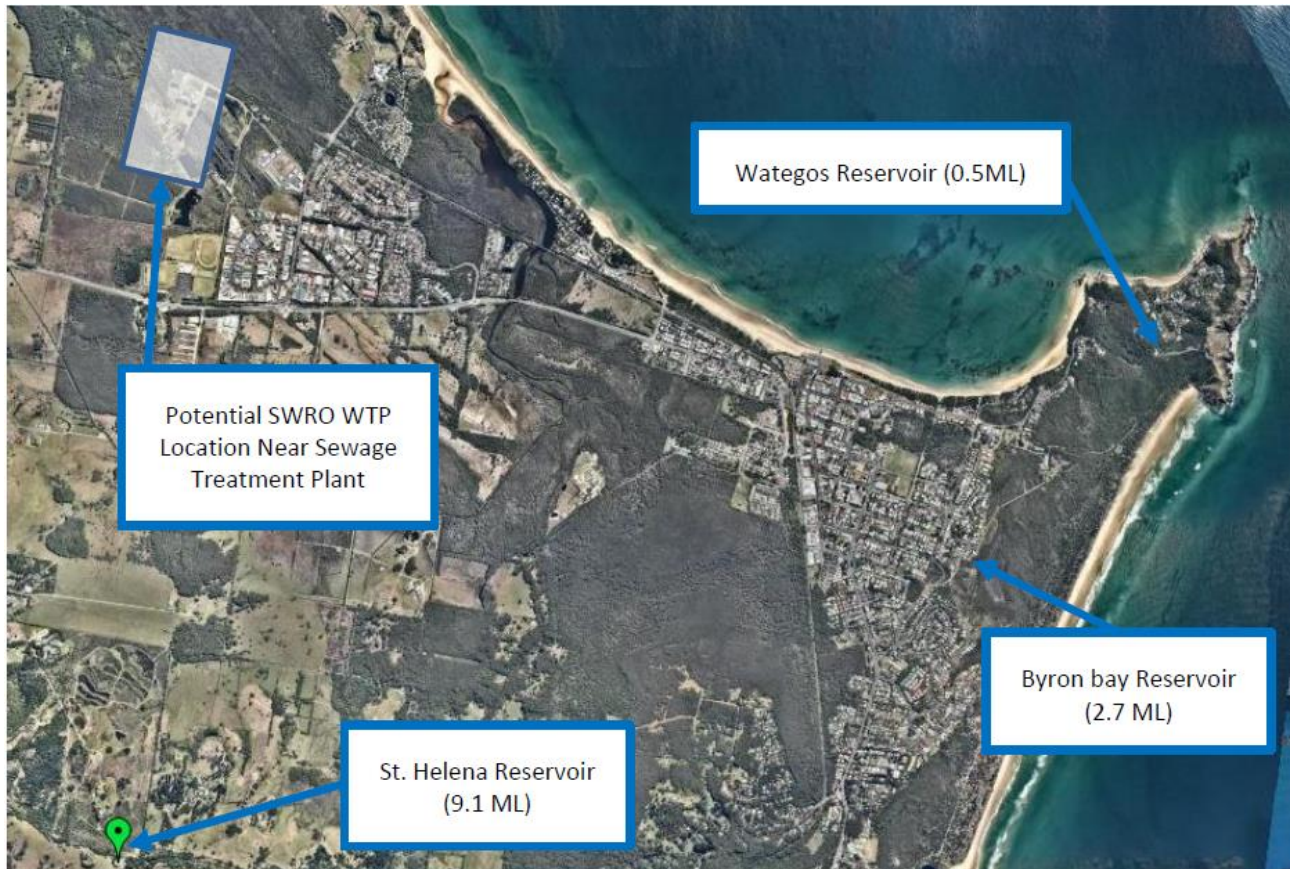 Wategos Reservoir (0.5ML)
Potential SWRO WTP
Location Near Sewage
Treatment Plant
Byron bay Reservoir
(2.7 ML)
St. Helena Reservoir
(9.1 ML)